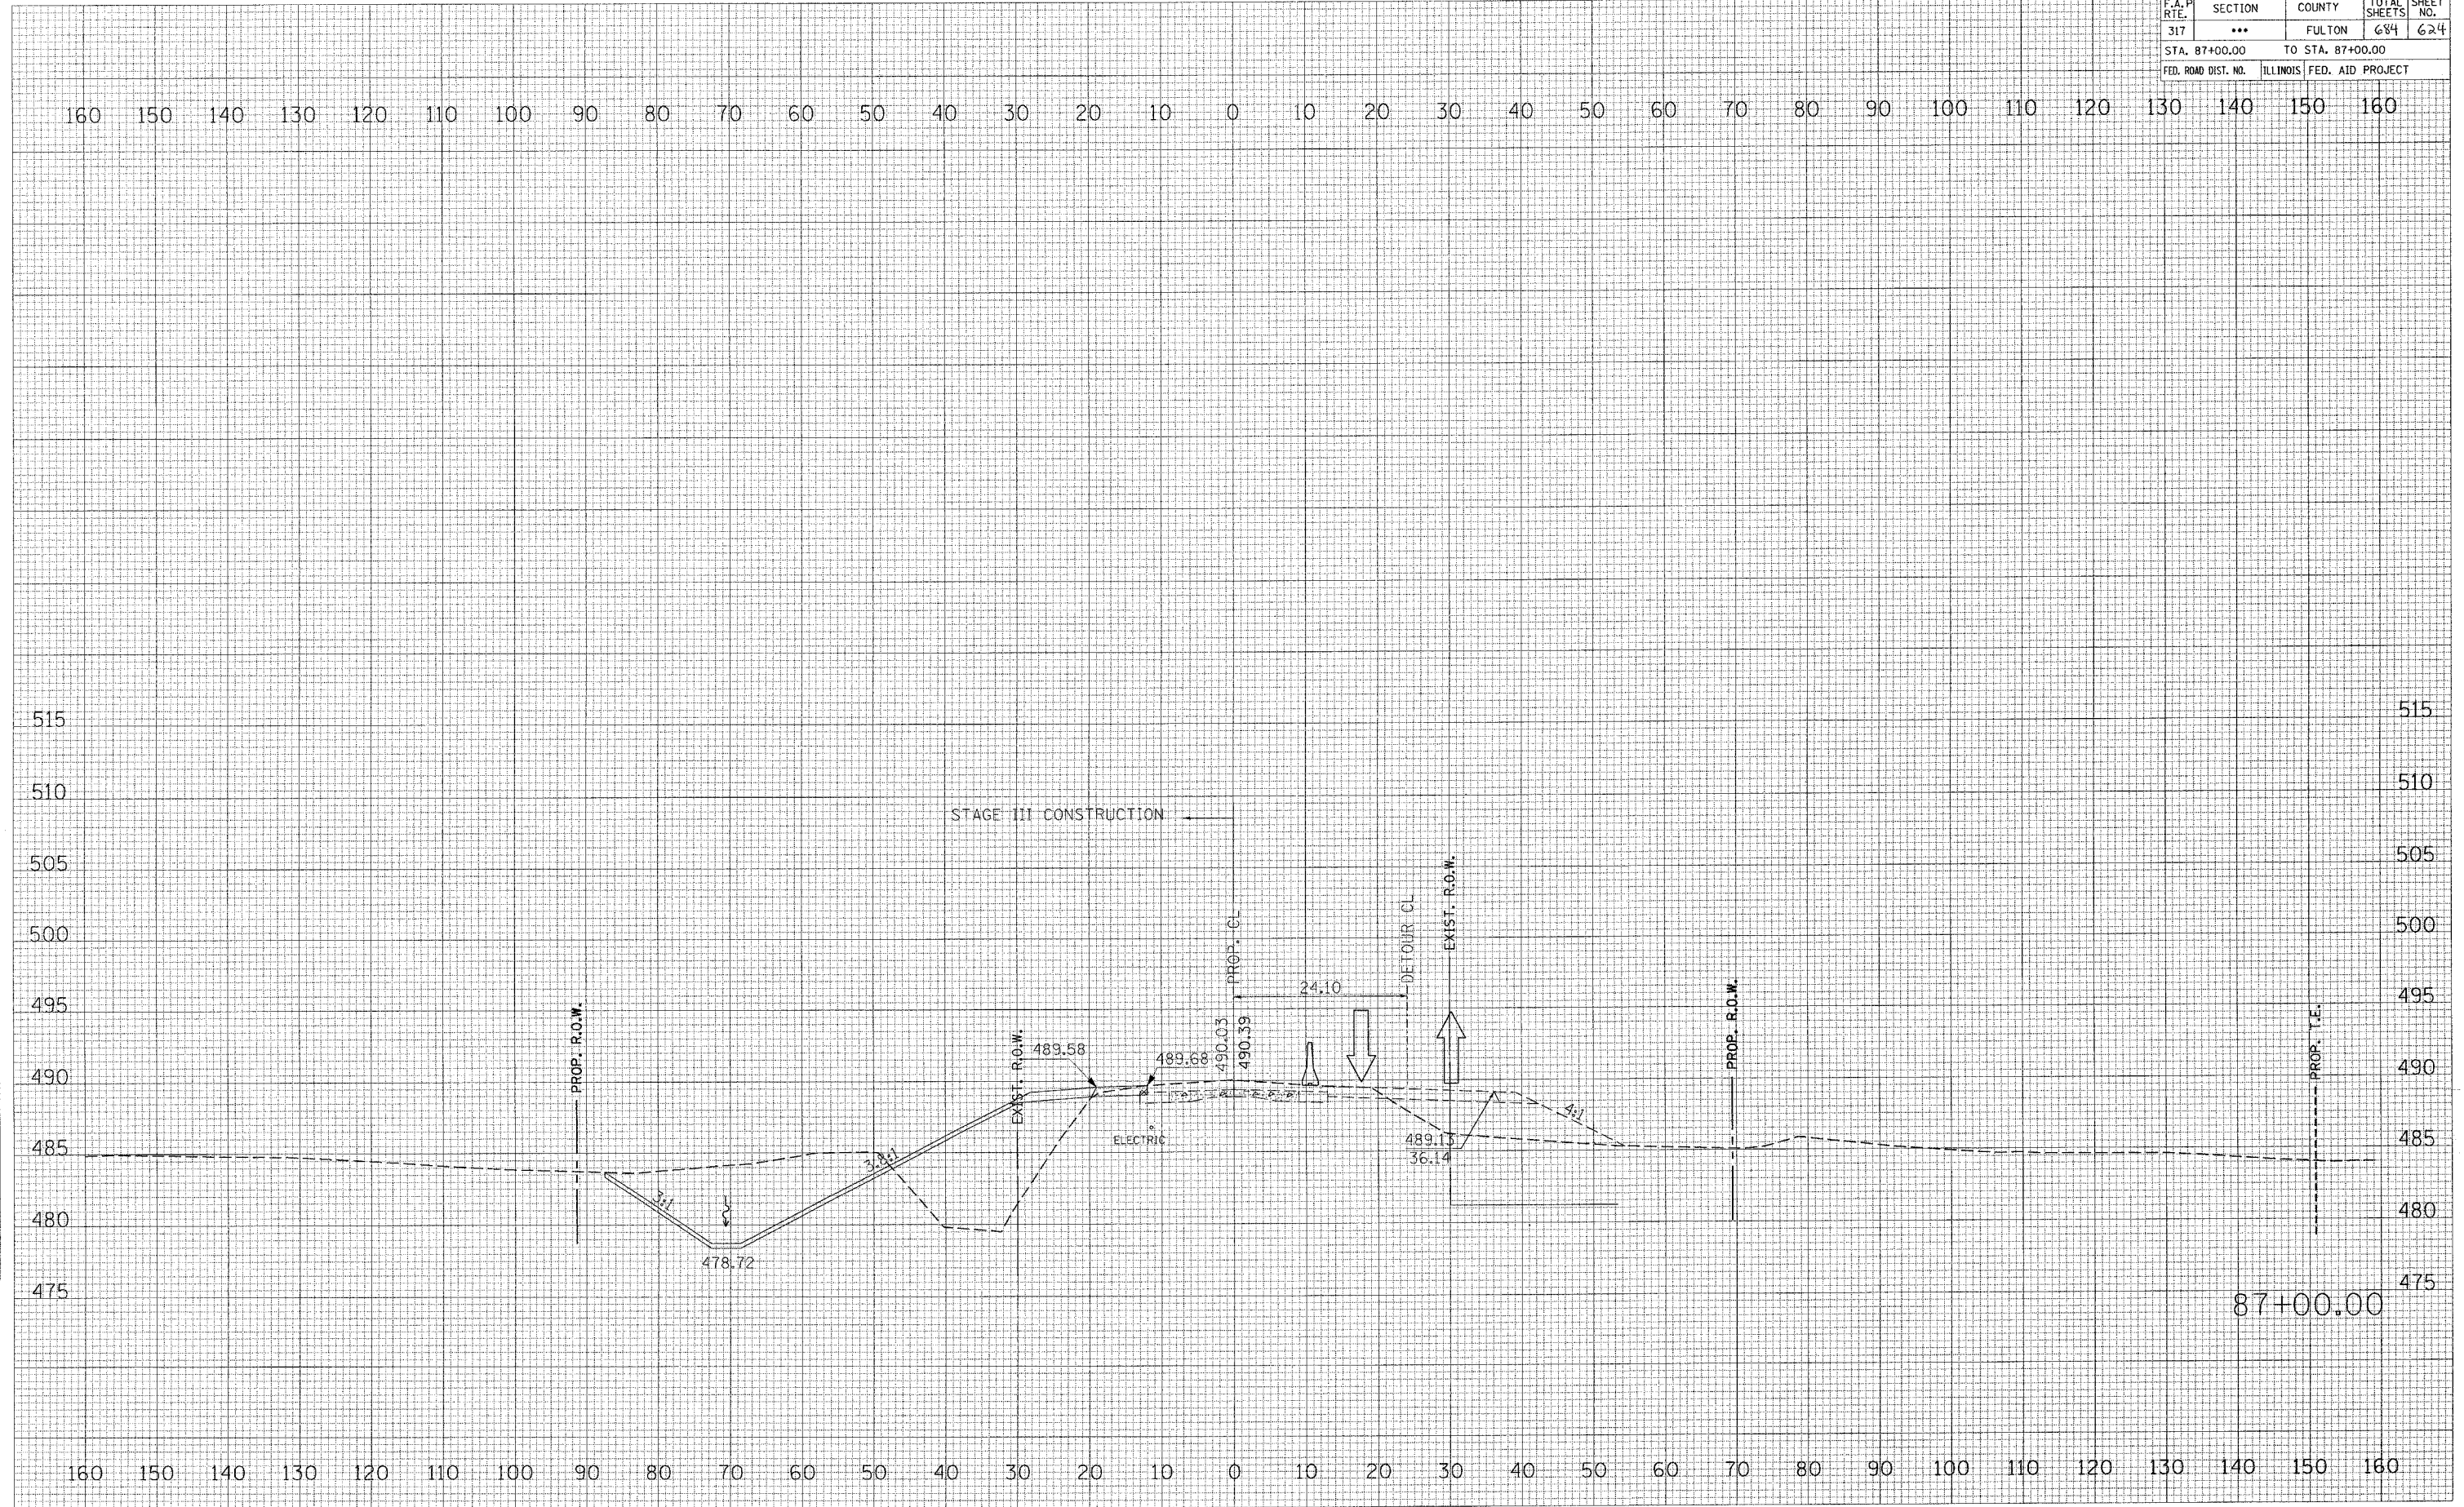 F.A.P RTE. SECTION COUNTY TOTAL SHEETS SHEET NO.
317 ••• FULTON 684 624
STA. 87+00.00 TO STA. 87+00.00
FED. ROAD DIST. NO. ILLINOIS FED. AID PROJECT
160 150 140 130 120 110 100 90 80 70 60 50 40 30 20 10 0 10 20 30 40 50 60 70 80 90 100 110 120 130 140 150 160
515 515
510 510
STAGE III CONSTRUCTION
505 505
EXIST. R.O.W.
500 500
PROP. CL
DETOUR CL
24.10
495 495
PROP. R.O.W.
PROP. R.O.W.
PROP. T.E.
EXIST. R.O.W.
489.58
489.68
490.03
490.39
490 490
4:1
ELECTRIC
489.13
36.14
485 485
3.8:1
3:1
480 480
478.72
475 475
87+00.00
160 150 140 130 120 110 100 90 80 70 60 50 40 30 20 10 0 10 20 30 40 50 60 70 80 90 100 110 120 130 140 150 160